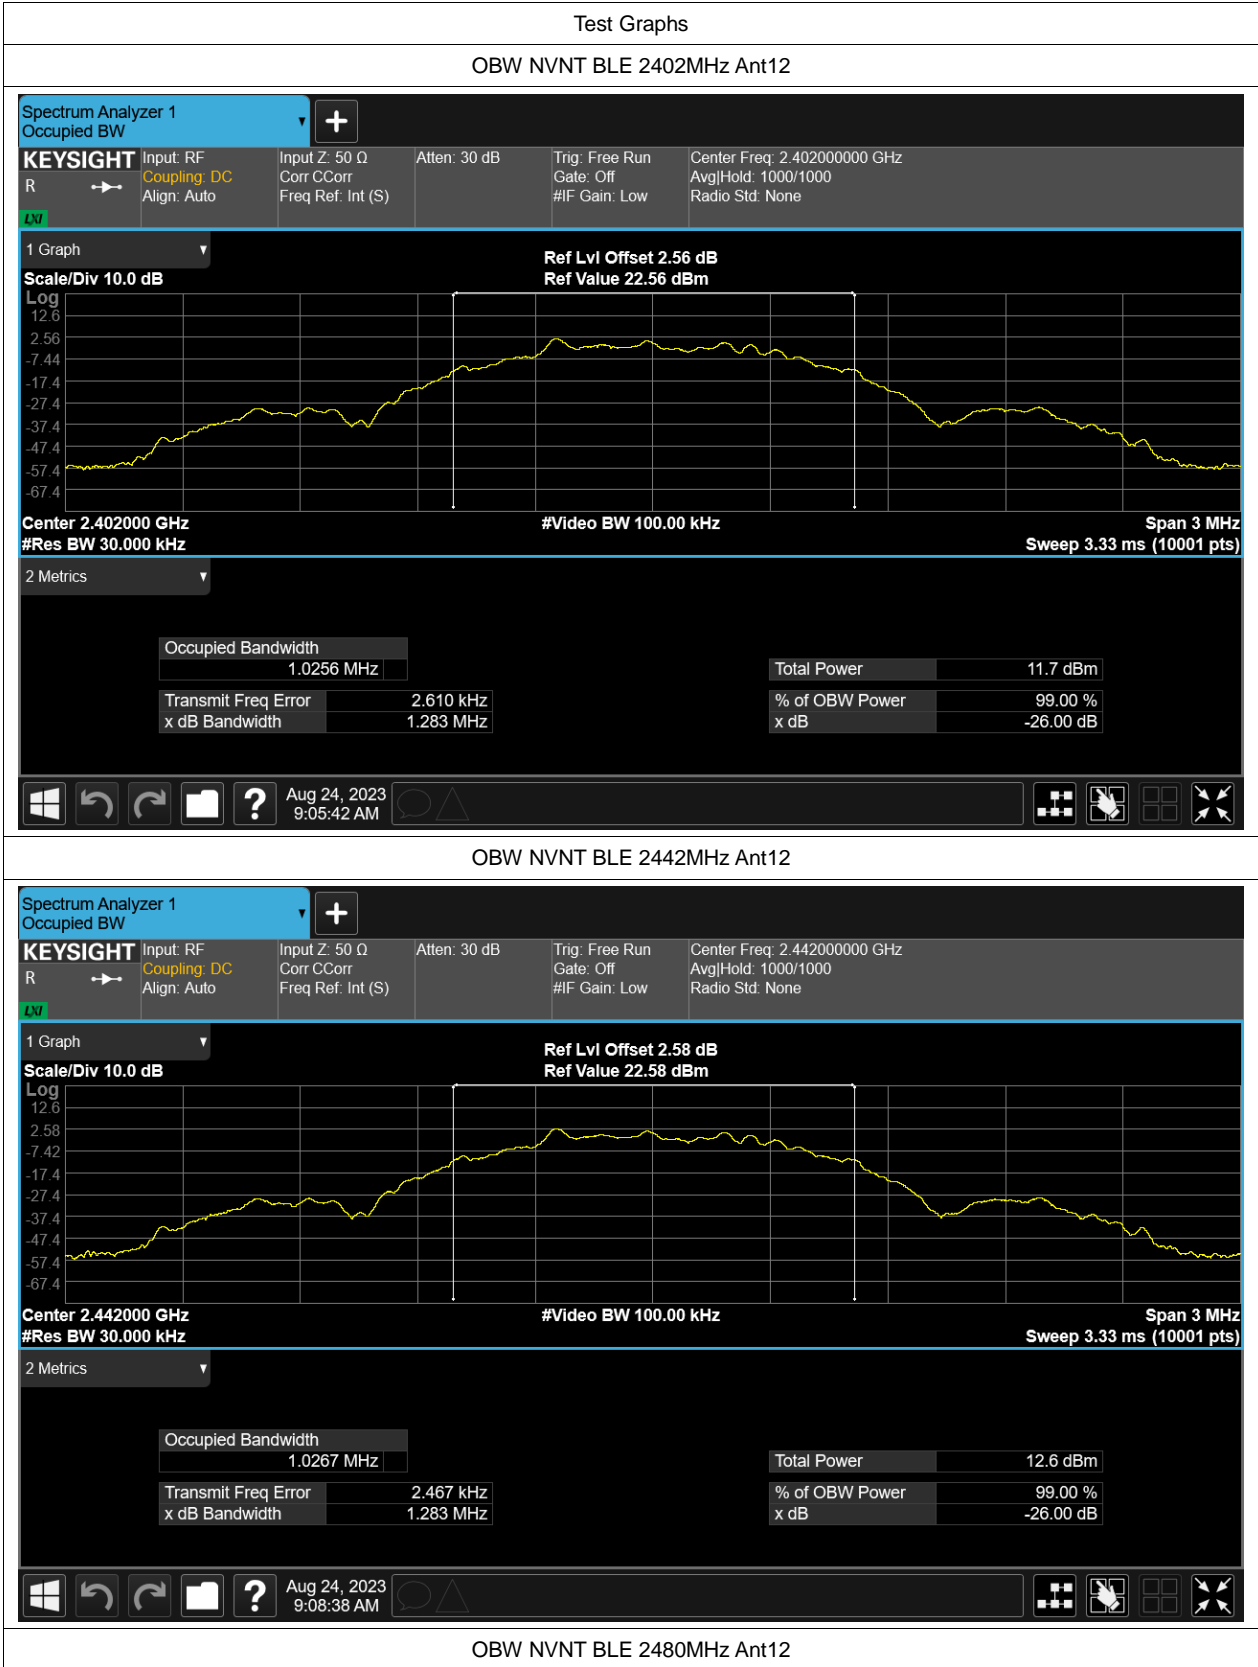 Test Graphs
OBW NVNT BLE 2402MHz Ant12
Spectrum Analyzer 1
Occupied BW
KEYSIGHT Input: RF Input Z: 50 Ω Atten: 30 dB Trig: Free Run Center Freq: 2.402000000 GHz
R Coupling: DC Corr CCorr Gate: Off Avg|Hold: 1000/1000
Align: Auto Freq Ref: Int (S) #IF Gain: Low Radio Std: None
LXI
1 Graph
Ref Lvl Offset 2.56 dB
Scale/Div 10.0 dB Ref Value 22.56 dBm
Log
12.6
2.56
-7.44
-17.4
-27.4
-37.4
-47.4
-57.4
-67.4
Center 2.402000 GHz #Video BW 100.00 kHz Span 3 MHz
#Res BW 30.000 kHz Sweep 3.33 ms (10001 pts)
2 Metrics
Occupied Bandwidth
1.0256 MHz Total Power 11.7 dBm
Transmit Freq Error 2.610 kHz % of OBW Power 99.00 %
x dB Bandwidth 1.283 MHz x dB -26.00 dB
? Aug 24, 2023
9:05:42 AM
OBW NVNT BLE 2442MHz Ant12
Spectrum Analyzer 1
Occupied BW
KEYSIGHT Input: RF Input Z: 50 Ω Atten: 30 dB Trig: Free Run Center Freq: 2.442000000 GHz
R Coupling: DC Corr CCorr Gate: Off Avg|Hold: 1000/1000
Align: Auto Freq Ref: Int (S) #IF Gain: Low Radio Std: None
LXI
1 Graph
Ref Lvl Offset 2.58 dB
Scale/Div 10.0 dB Ref Value 22.58 dBm
Log
12.6
2.58
-7.42
-17.4
-27.4
-37.4
-47.4
-57.4
-67.4
Center 2.442000 GHz #Video BW 100.00 kHz Span 3 MHz
#Res BW 30.000 kHz Sweep 3.33 ms (10001 pts)
2 Metrics
Occupied Bandwidth
1.0267 MHz Total Power 12.6 dBm
Transmit Freq Error 2.467 kHz % of OBW Power 99.00 %
x dB Bandwidth 1.283 MHz x dB -26.00 dB
? Aug 24, 2023
9:08:38 AM
OBW NVNT BLE 2480MHz Ant12